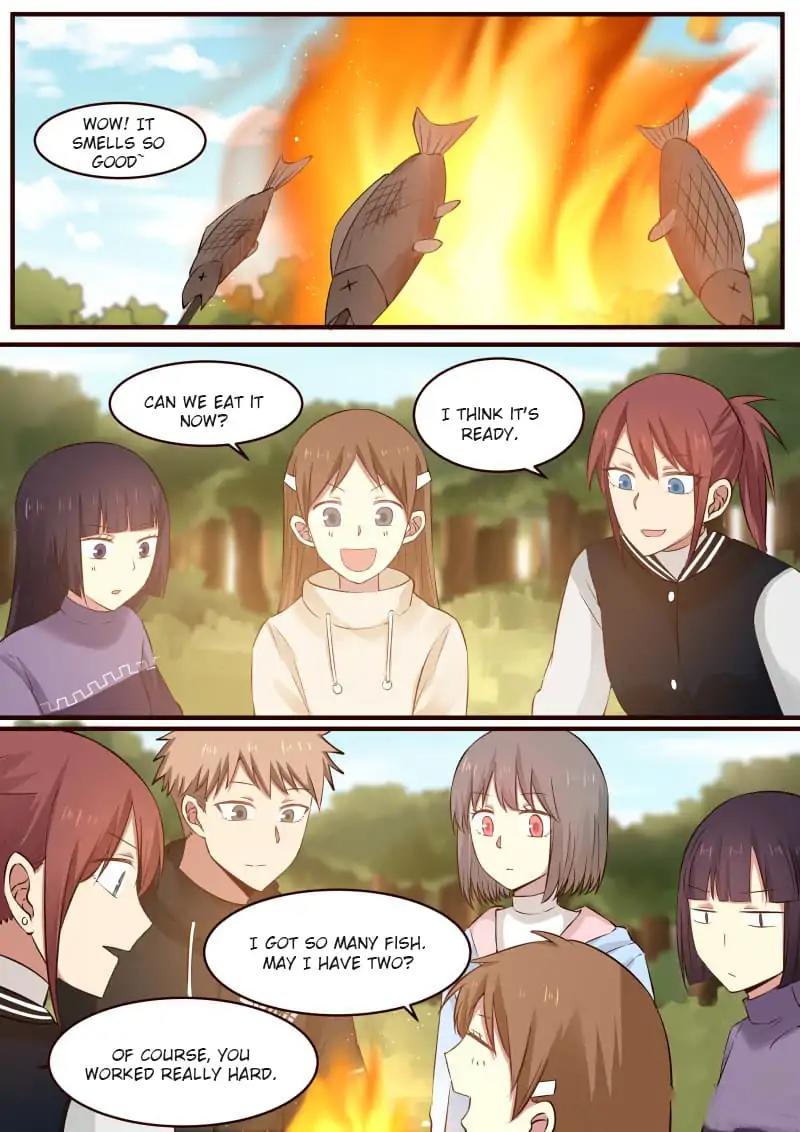 WOW! IT
SMELLS SO
GOOD~
CAN WE EAT IT
NOW?
I THINK IT'S
READY.
I GOT SO MANY FISH.
MAY I HAVE TWO?
OF COURSE, YOU
WORKED REALLY HARD.